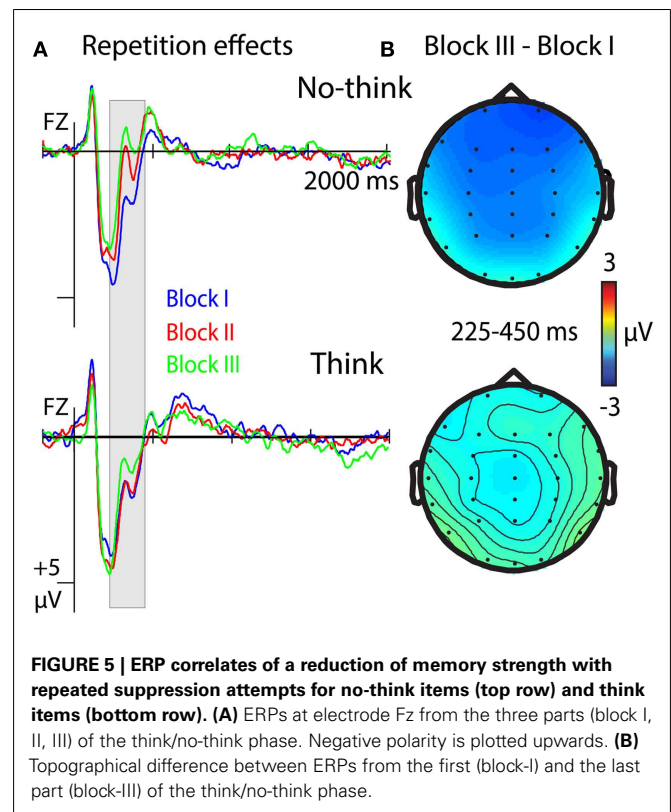 A Repetition effects
B Block III - Block I
No-think
FZ
2000 ms
Block I
Block II
Block III
3
225-450 ms
μV
-3
Think
FZ
+5
μV
FIGURE 5 | ERP correlates of a reduction of memory strength with
repeated suppression attempts for no-think items (top row) and think
items (bottom row). (A) ERPs at electrode Fz from the three parts (block I,
II, III) of the think/no-think phase. Negative polarity is plotted upwards. (B)
Topographical difference between ERPs from the first (block-I) and the last
part (block-III) of the think/no-think phase.